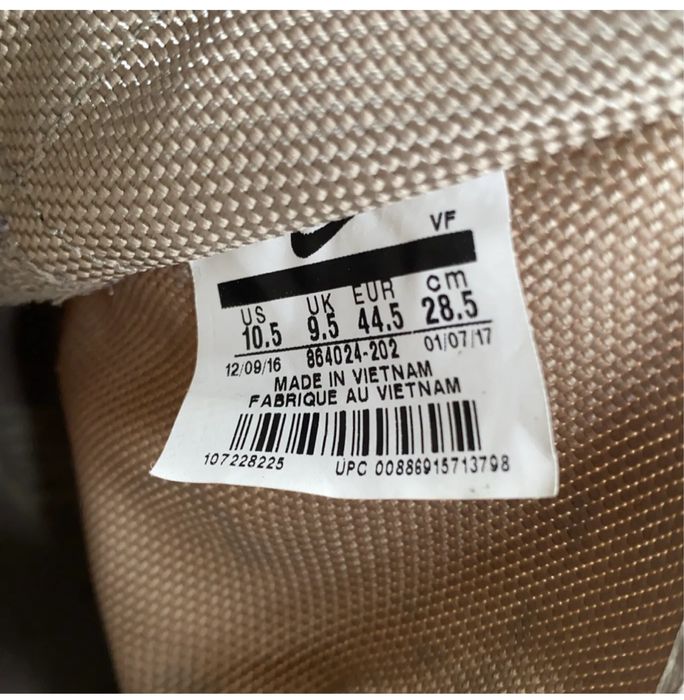 VF
US UK EUR cm
10.5 9.5 44.5 28.5
12/09/16 864024-202 01/07/17
MADE IN VIETNAM
FABRIQUE AU VIETNAM
107228225 UPC 00886915713798